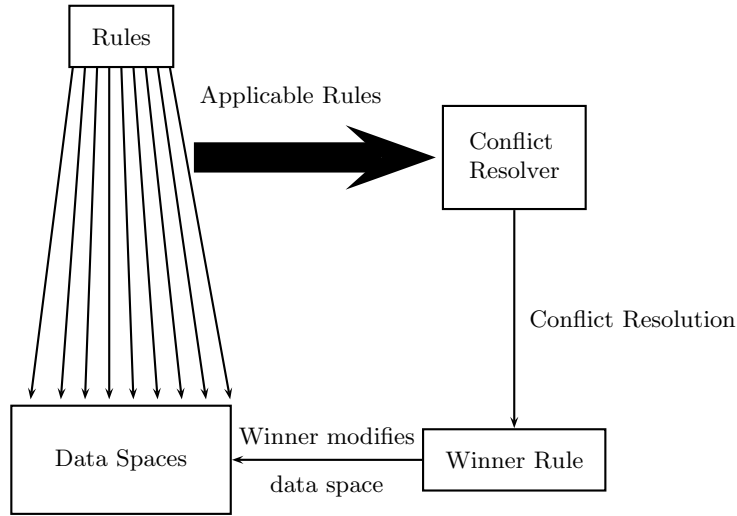 Rules
Applicable Rules
Conflict
Resolver
Conflict Resolution
Winner modifies
Data Spaces
Winner Rule
data space